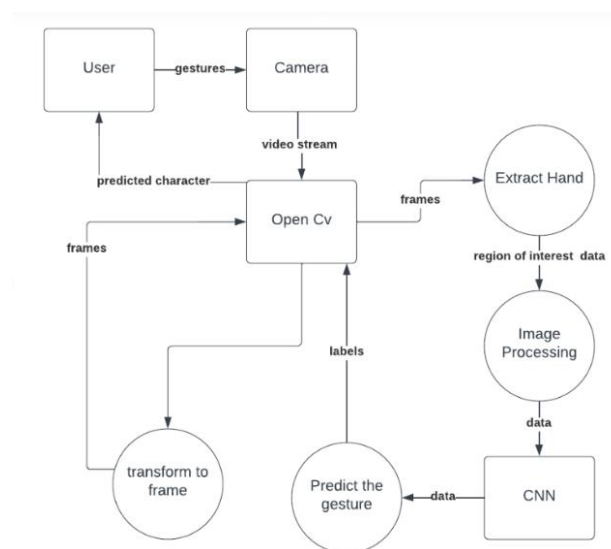 User
gestures
Camera
video stream
predicted character
Open Cv
frames
Extract Hand
frames
region of interest data
Image
Processing
labels
data
transform to
frame
Predict the
gesture
data
CNN